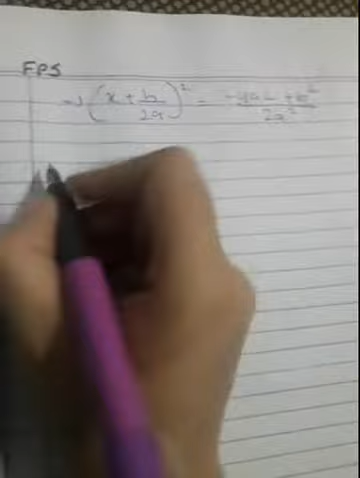 FPS
⇒ (x + b/2a)² = -4ac + b²/2a²